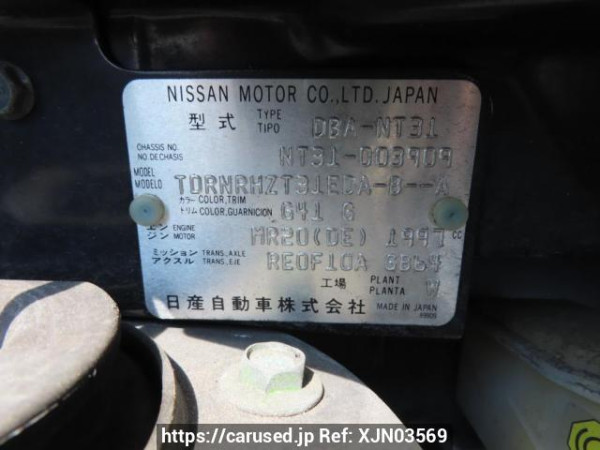 NISSAN MOTOR CO.,LTD.JAPAN
型式 TYPE TIPO DBA-NT31
CHASSIS NO. NO.DE CHASIS NT31-003909
MODEL MODELO TDRNRHZT31EDA-B--A
カラー COLOR,TRIM トリム COLOR,GUARNICION G41 G
エンジン ENGINE MOTOR MR20(DE) 1997 cc
ミッション TRANS.,AXLE アクスル TRANS.,EJE RE0F10A GB64
工場 PLANT PLANTA W
日産自動車株式会社 MADE IN JAPAN
https://carused.jp Ref: XJN03569